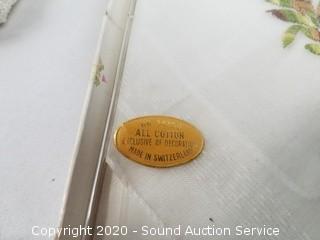 ALL COTTON
EXCLUSIVE OF DECORATION
MADE IN SWITZERLAND
Copyright 2020 - Sound Auction Service